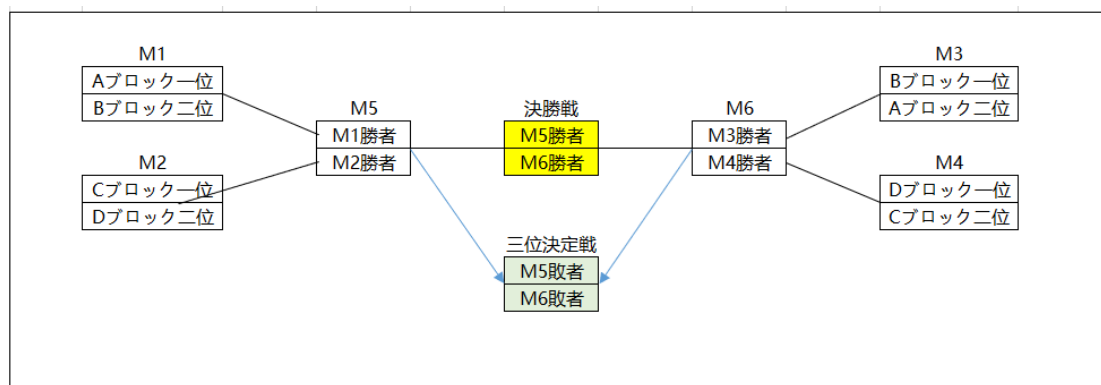 M1
Aブロック一位
Bブロック二位
M2
Cブロック一位
Dブロック二位
M5
M1勝者
M2勝者
決勝戦
M5勝者
M6勝者
三位決定戦
M5敗者
M6敗者
M6
M3勝者
M4勝者
M3
Bブロック一位
Aブロック二位
M4
Dブロック一位
Cブロック二位